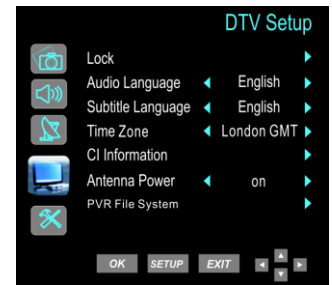 DTV Setup
Lock
Audio Language English
Subtitle Language English
Time Zone London GMT
CI Information
Antenna Power on
PVR File System
OK SETUP EXIT